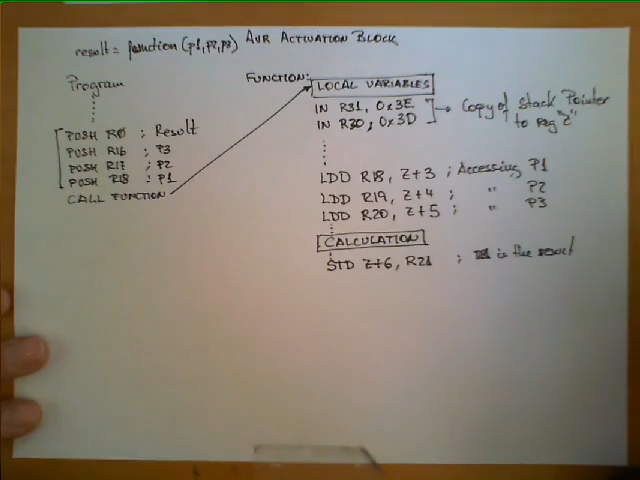 result = function (p1, p2, p3) AVR ACTIVATION BLOCK
Program
PUSH R0 ; Result
PUSH R16 ; P3
PUSH R17 ; P2
PUSH R18 ; P1
CALL FUNCTION
FUNCTION:
LOCAL VARIABLES
IN R31, 0x3E
IN R30, 0x3D
Copy of Stack Pointer
to Reg "Z"
LDD R18, Z+3 ; Accessing P1
LDD R19, Z+4 ; " P2
LDD R20, Z+5 ; " P3
CALCULATION
STD Z+6, R21 ; is the result